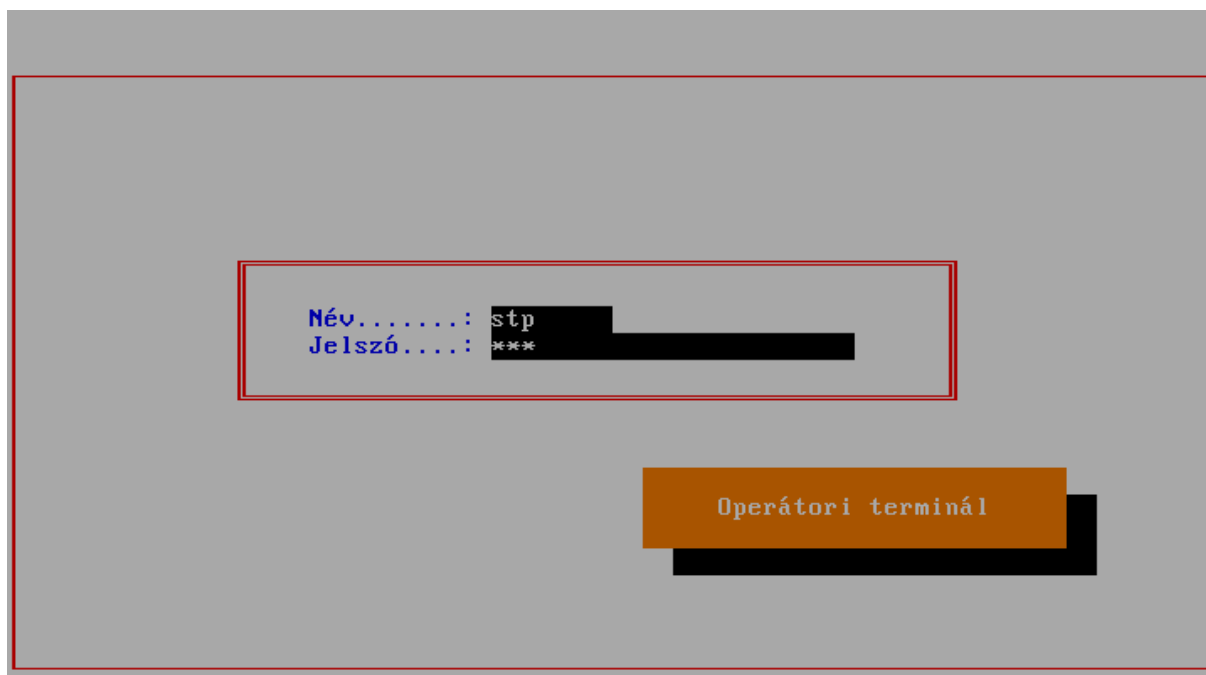 Név.......: stp
Jelszó....: ***
Operátori terminál